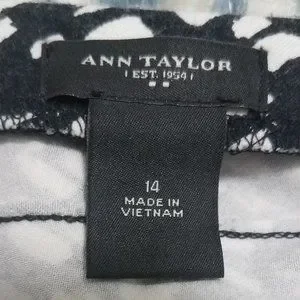 ANN TAYLOR
EST. 1954
14
MADE IN
VIETNAM